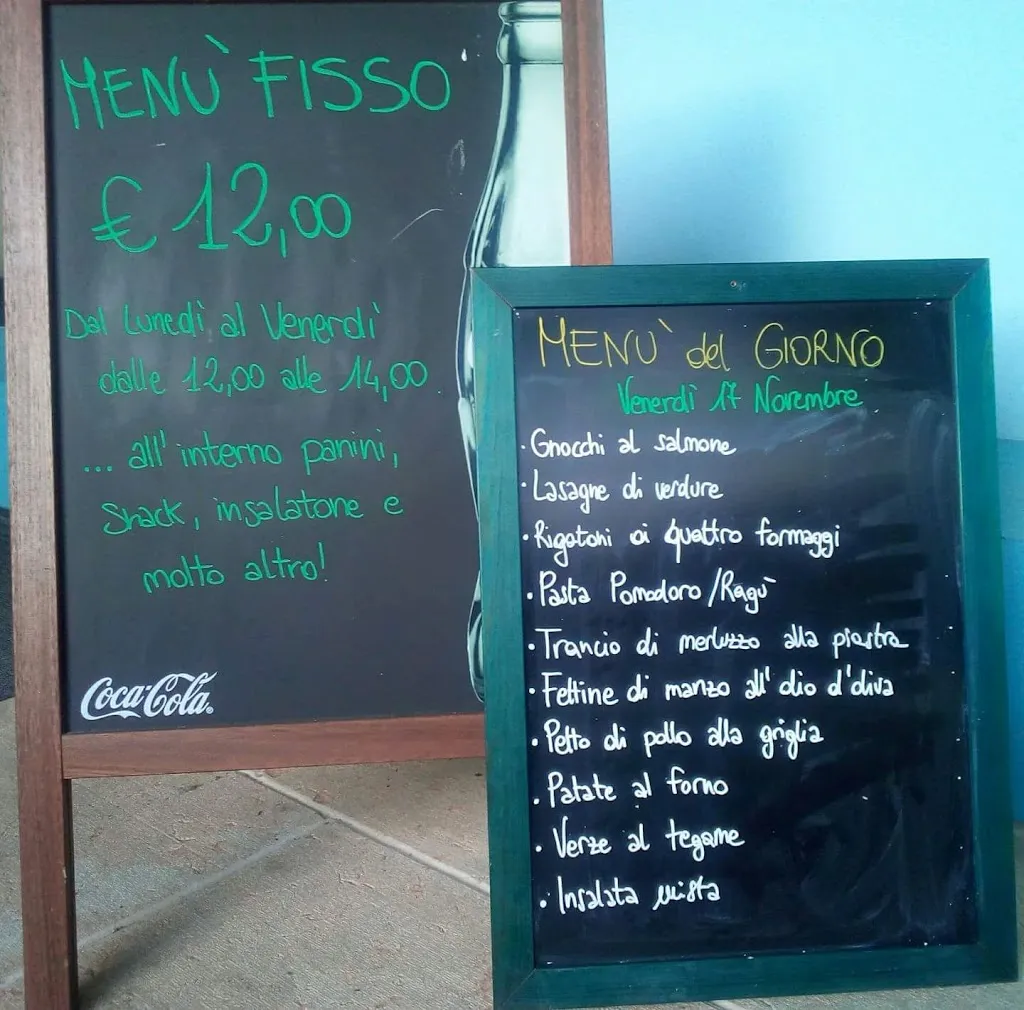 MENÙ FISSO
€ 12,00
Dal Lunedì al Venerdì
dalle 12,00 alle 14,00
... all'interno panini,
Snack, insalatone e
molto altro!
Coca-Cola
MENÙ del GIORNO
Venerdì 17 Novembre
· Gnocchi al salmone
· Lasagne di verdure
· Rigatoni ai quattro formaggi
· Pasta Pomodoro/Ragù
· Trancio di merluzzo alla piastra
· Fettine di manzo all'olio d'oliva
· Petto di pollo alla griglia
· Patate al forno
· Verze al tegame
· Insalata mista